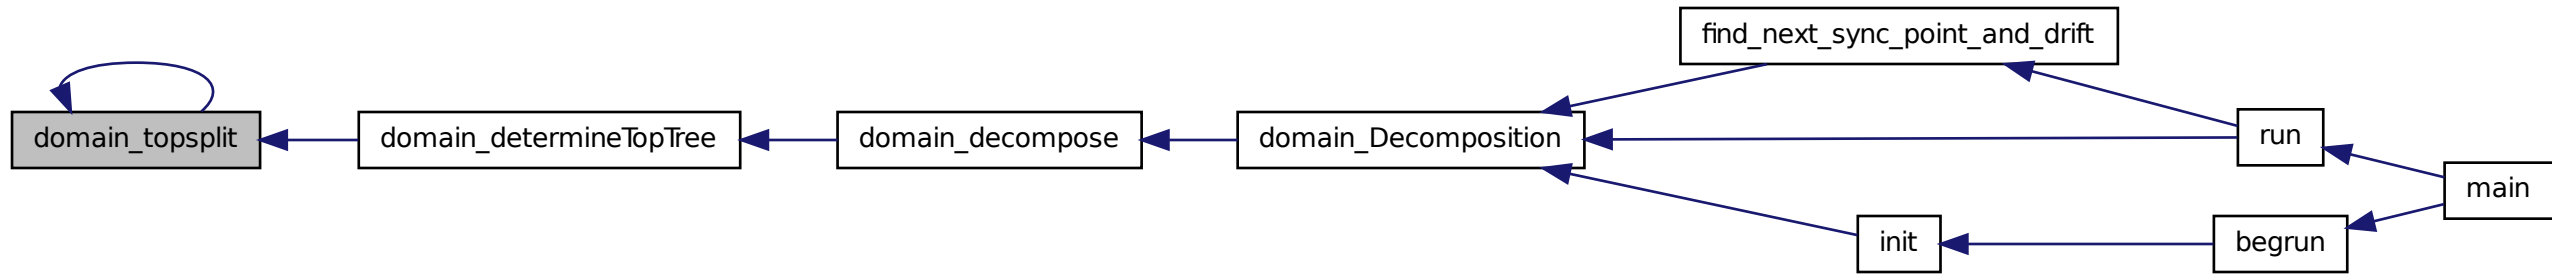 domain_topsplit
domain_determineTopTree
domain_decompose
domain_Decomposition
find_next_sync_point_and_drift
run
main
init
begrun